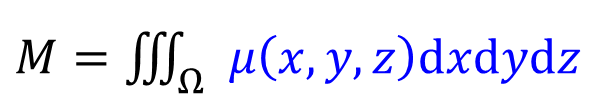 M = ∭_Ω μ(x, y, z)dxdydz